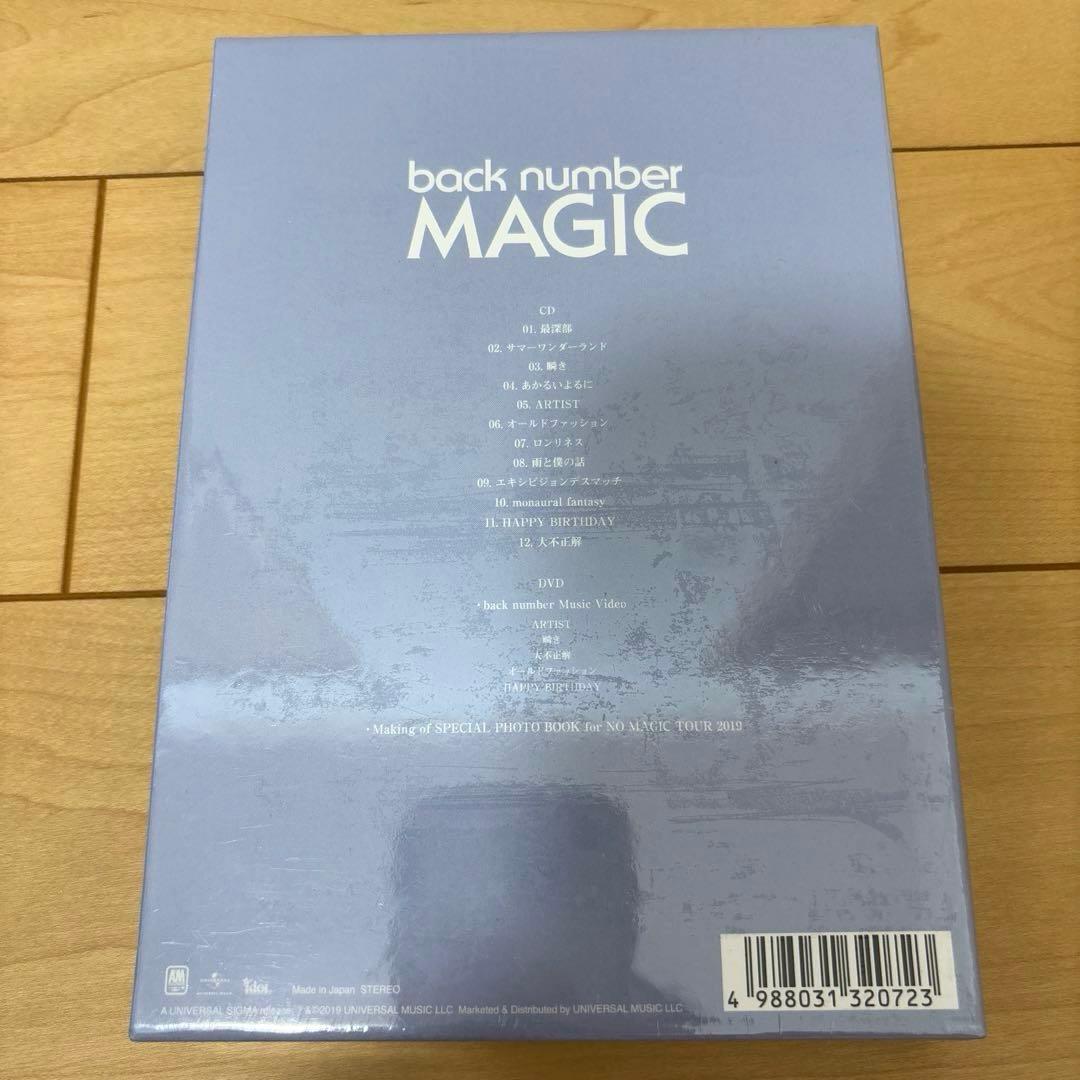 back number
MAGIC
CD
01. 最深部
02. サマーワンダーランド
03. 瞬き
04. あかるいよるに
05. ARTIST
06. オールドファッション
07. ロンリネス
08. 雨と僕の話
09. エキシビジョンデスマッチ
10. monaural fantasy
11. HAPPY BIRTHDAY
12. 大不正解
DVD
・back number Music Video
ARTIST
瞬き
大不正解
オールドファッション
HAPPY BIRTHDAY
・Making of SPECIAL PHOTO BOOK for NO MAGIC TOUR 2019
A&M
UNIVERSAL
idol
Made in Japan STEREO
A UNIVERSAL SIGMA release. ℗&©2019 UNIVERSAL MUSIC LLC Marketed & Distributed by UNIVERSAL MUSIC LLC
4 988031 320723